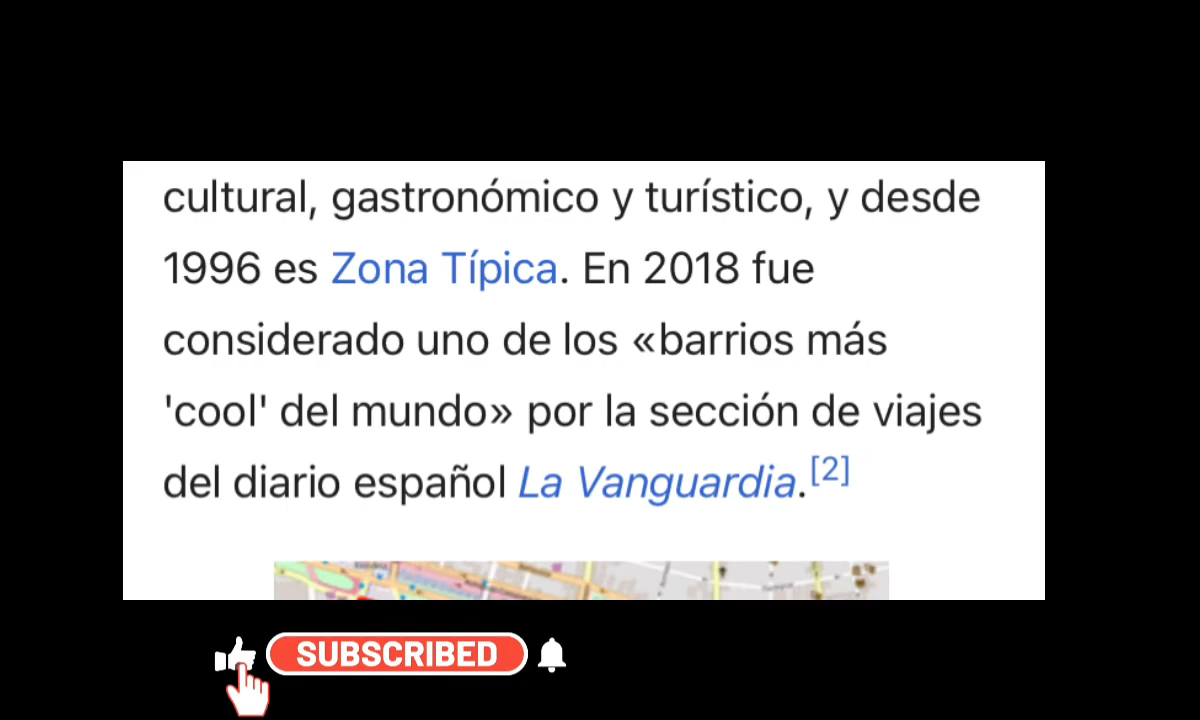 cultural, gastronómico y turístico, y desde
1996 es Zona Típica. En 2018 fue
considerado uno de los «barrios más
'cool' del mundo» por la sección de viajes
del diario español La Vanguardia.[2]
SUBSCRIBED